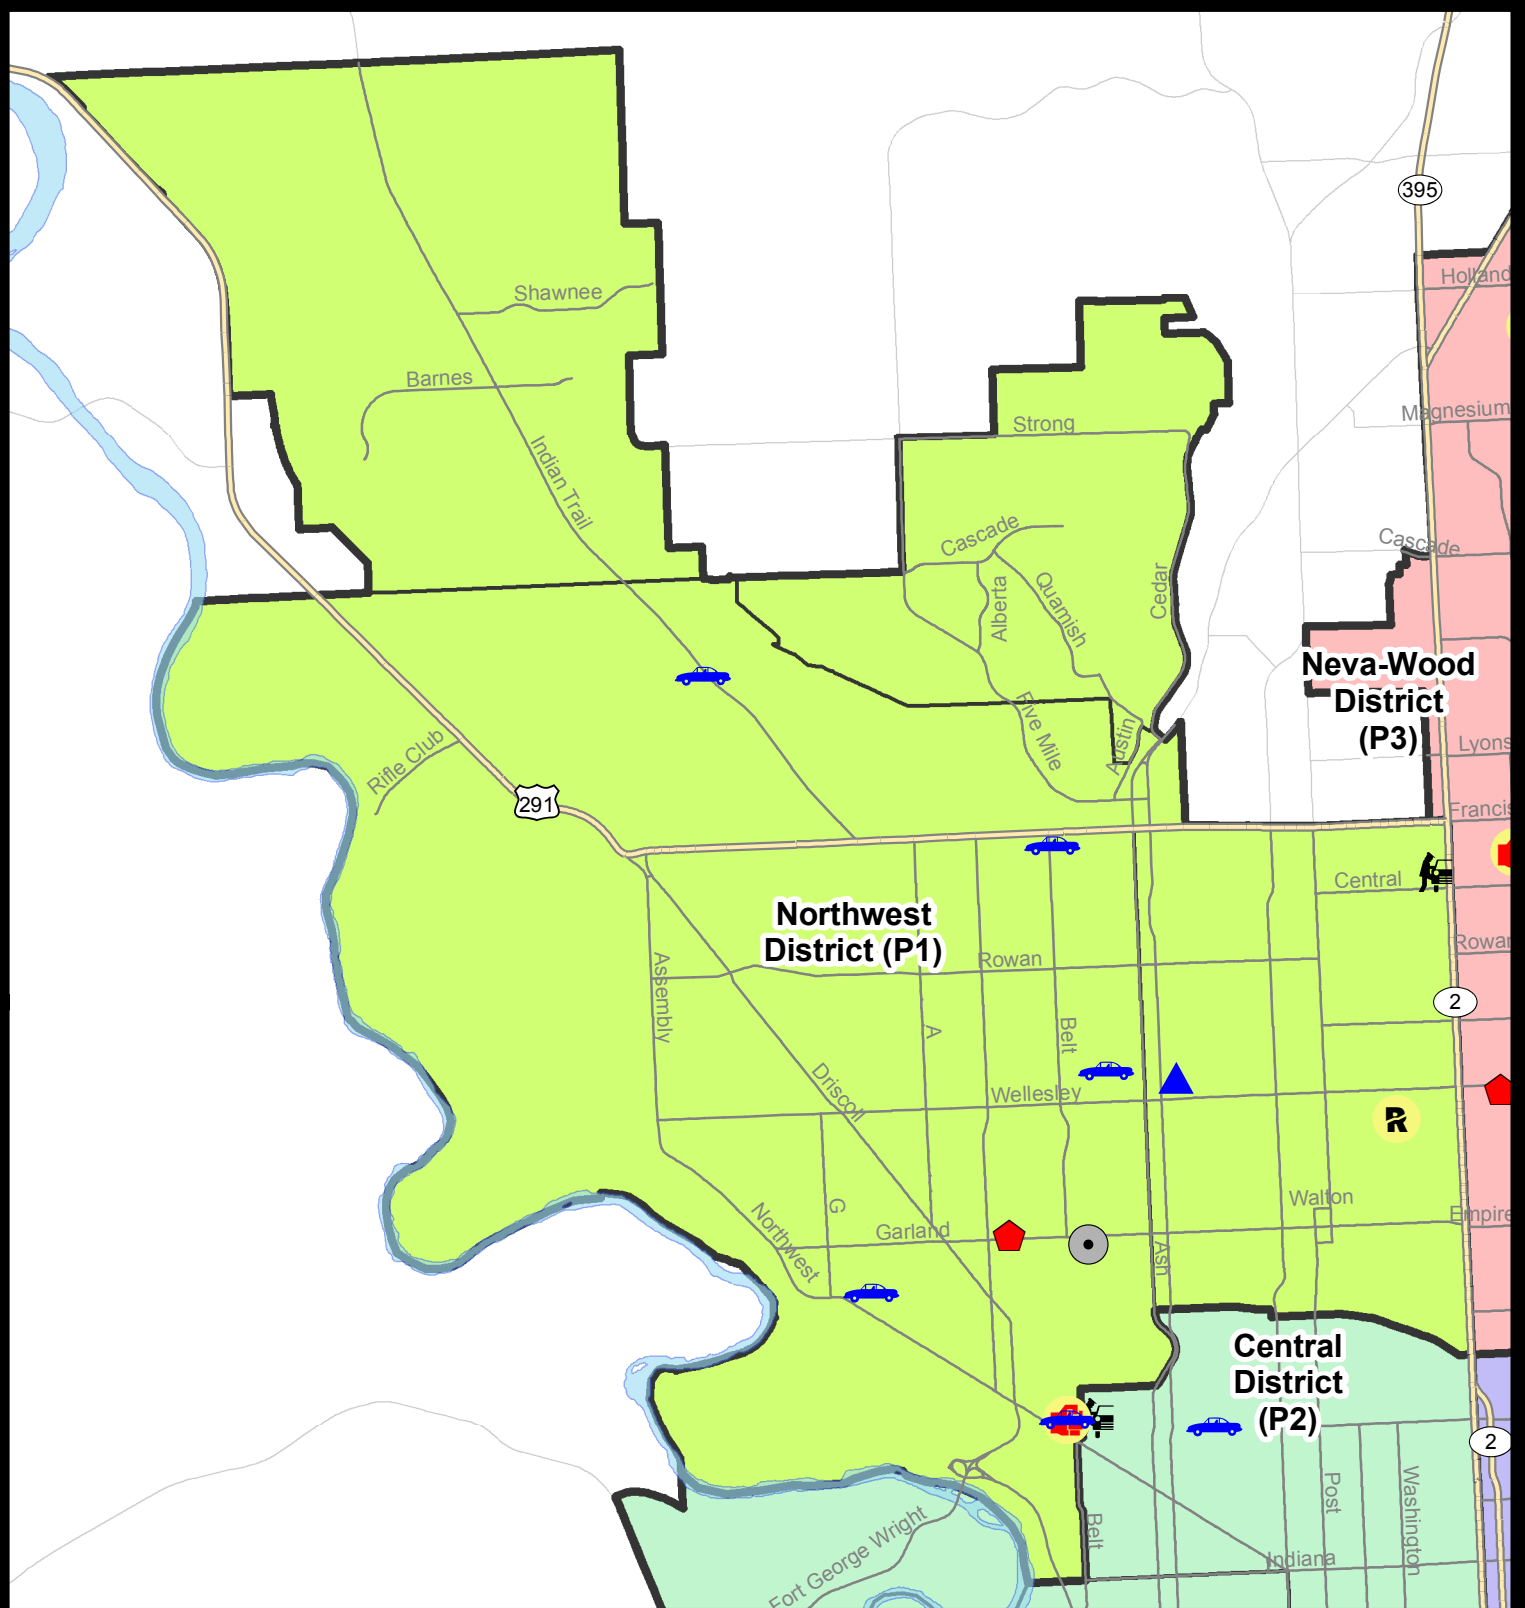 395
Holland
Shawnee
Barnes
Magnesium
Strong
Indian Trail
Cascade
Cascade
Alberta
Quamish
Cedar
Neva-Wood
District
(P3)
Five Mile
Austin
Lyons
Rifle Club
291
Francis
Central
Northwest
District (P1)
Rowan
Rowan
Assembly
A
Belt
2
Driscoll
Wellesley
R
Walton
G
Northwest
Garland
Empire
Ash
Central
District
(P2)
2
Post
Washington
Fort George Wright
Belt
Indiana